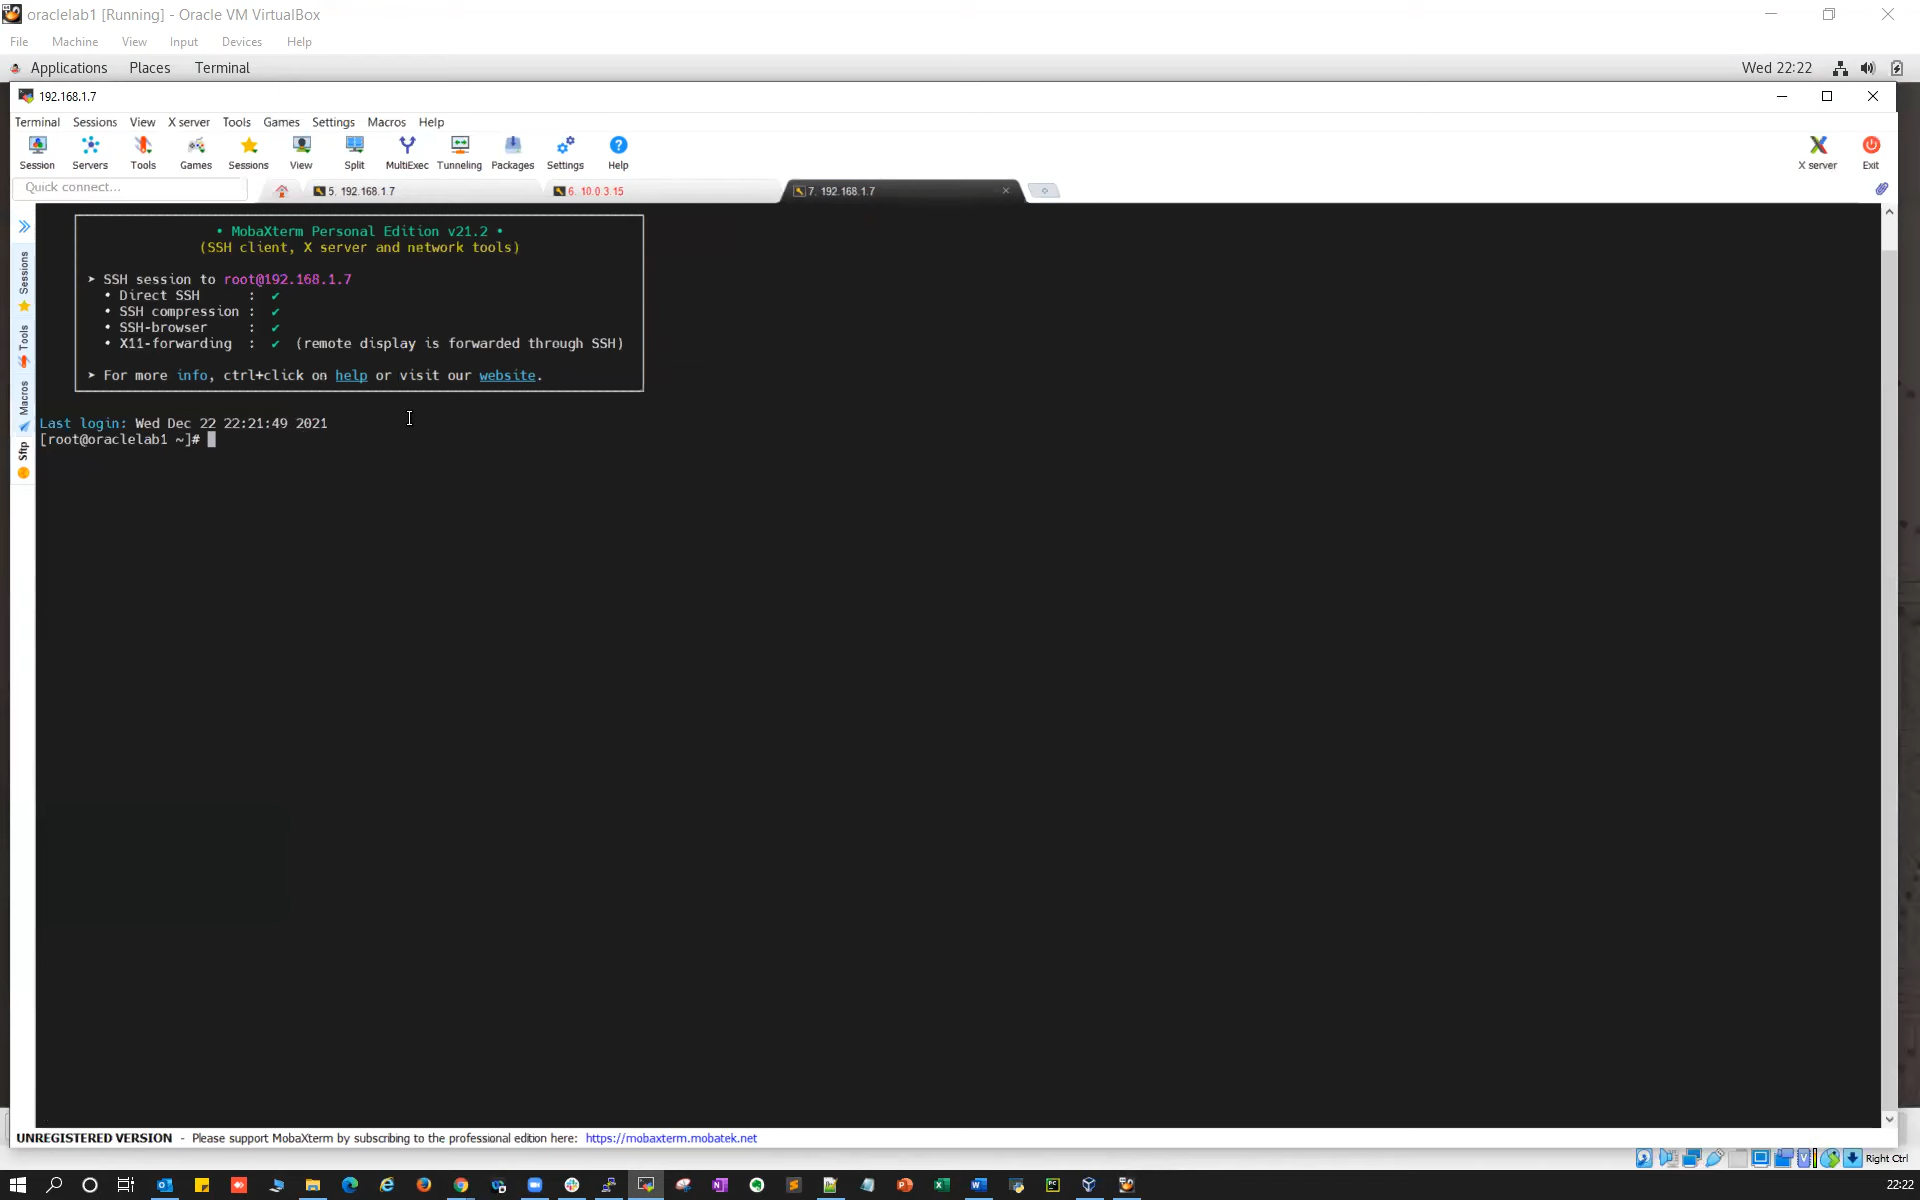 oraclelab1 [Running] - Oracle VM VirtualBox
File Machine View Input Devices Help
Applications Places Terminal Wed 22:22
192.168.1.7
Terminal Sessions View X server Tools Games Settings Macros Help
Session Servers Tools Games Sessions View Split MultiExec Tunneling Packages Settings Help X server Exit
Quick connect... 5. 192.168.1.7 6. 10.0.3.15 7. 192.168.1.7
• MobaXterm Personal Edition v21.2 •
(SSH client, X server and network tools)
➤ SSH session to root@192.168.1.7
• Direct SSH : ✔
• SSH compression : ✔
• SSH-browser : ✔
• X11-forwarding : ✔ (remote display is forwarded through SSH)
➤ For more info, ctrl+click on help or visit our website.
Last login: Wed Dec 22 22:21:49 2021
[root@oraclelab1 ~]#
Sessions
Tools
Macros
Sftp
UNREGISTERED VERSION - Please support MobaXterm by subscribing to the professional edition here: https://mobaxterm.mobatek.net
Right Ctrl
22:22